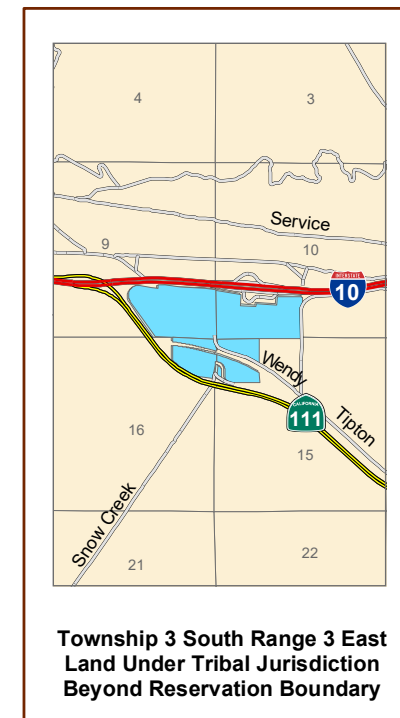 4
3
Service
9
10
INTERSTATE
10
Wendy
CALIFORNIA
111
Tipton
16
15
Snow Creek
22
21
Township 3 South Range 3 East
Land Under Tribal Jurisdiction
Beyond Reservation Boundary